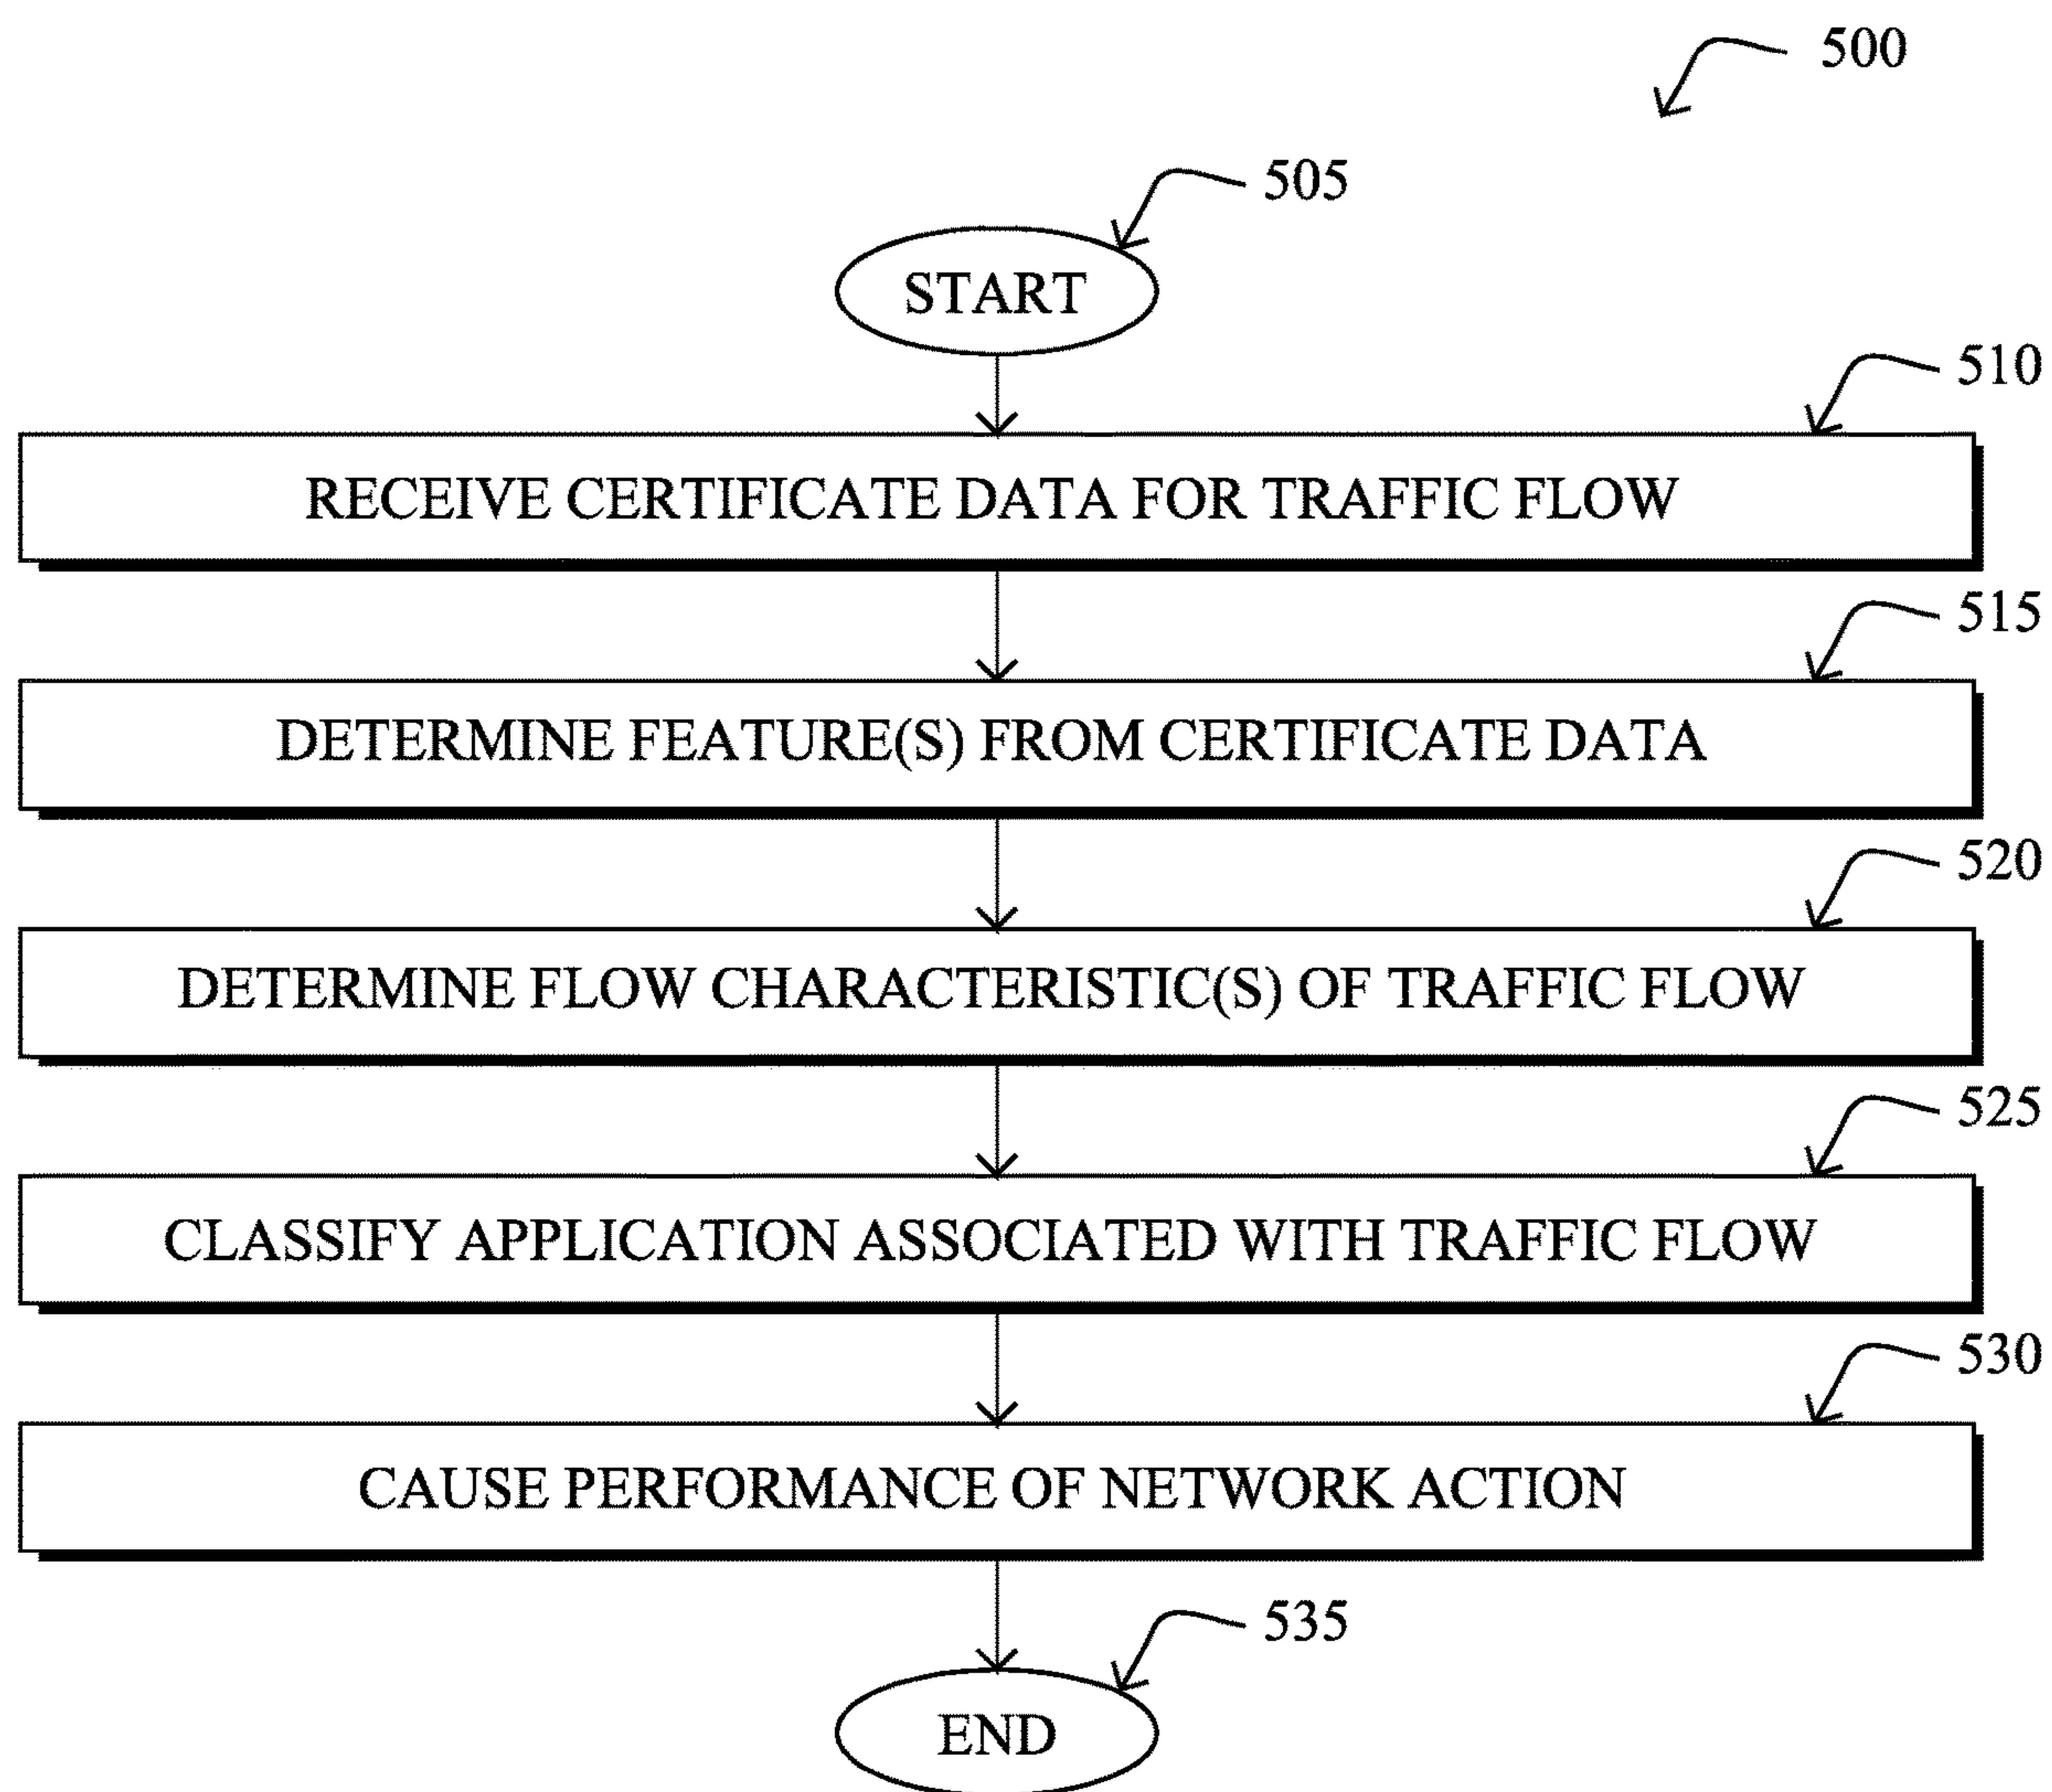 500
505
START
510
RECEIVE CERTIFICATE DATA FOR TRAFFIC FLOW
515
DETERMINE FEATURE(S) FROM CERTIFICATE DATA
520
DETERMINE FLOW CHARACTERISTIC(S) OF TRAFFIC FLOW
525
CLASSIFY APPLICATION ASSOCIATED WITH TRAFFIC FLOW
530
CAUSE PERFORMANCE OF NETWORK ACTION
535
END